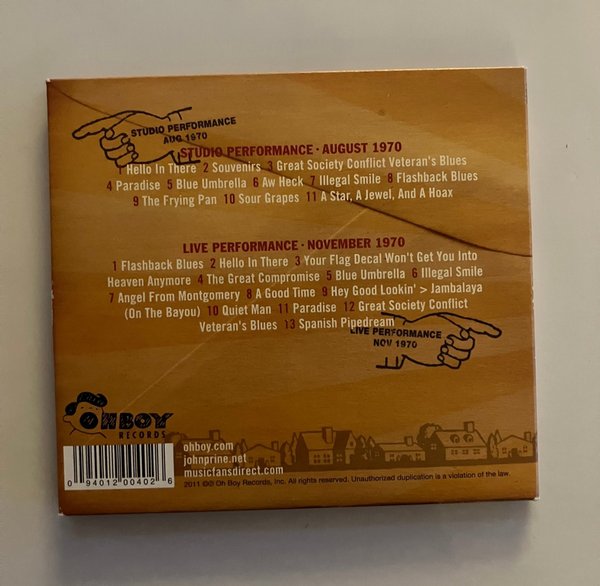 STUDIO PERFORMANCE
AUG 1970
STUDIO PERFORMANCE · AUGUST 1970
1 Hello In There 2 Souvenirs 3 Great Society Conflict Veteran's Blues
4 Paradise 5 Blue Umbrella 6 Aw Heck 7 Illegal Smile 8 Flashback Blues
9 The Frying Pan 10 Sour Grapes 11 A Star, A Jewel, And A Hoax
LIVE PERFORMANCE · NOVEMBER 1970
1 Flashback Blues 2 Hello In There 3 Your Flag Decal Won't Get You Into
Heaven Anymore 4 The Great Compromise 5 Blue Umbrella 6 Illegal Smile
7 Angel From Montgomery 8 A Good Time 9 Hey Good Lookin' > Jambalaya
(On The Bayou) 10 Quiet Man 11 Paradise 12 Great Society Conflict
Veteran's Blues 13 Spanish Pipedream
LIVE PERFORMANCE
NOV 1970
OH BOY
RECORDS
ohboy.com
johnprine.net
musicfansdirect.com
2011 ©℗ Oh Boy Records, Inc. All rights reserved. Unauthorized duplication is a violation of the law.
0 94012 00402 6